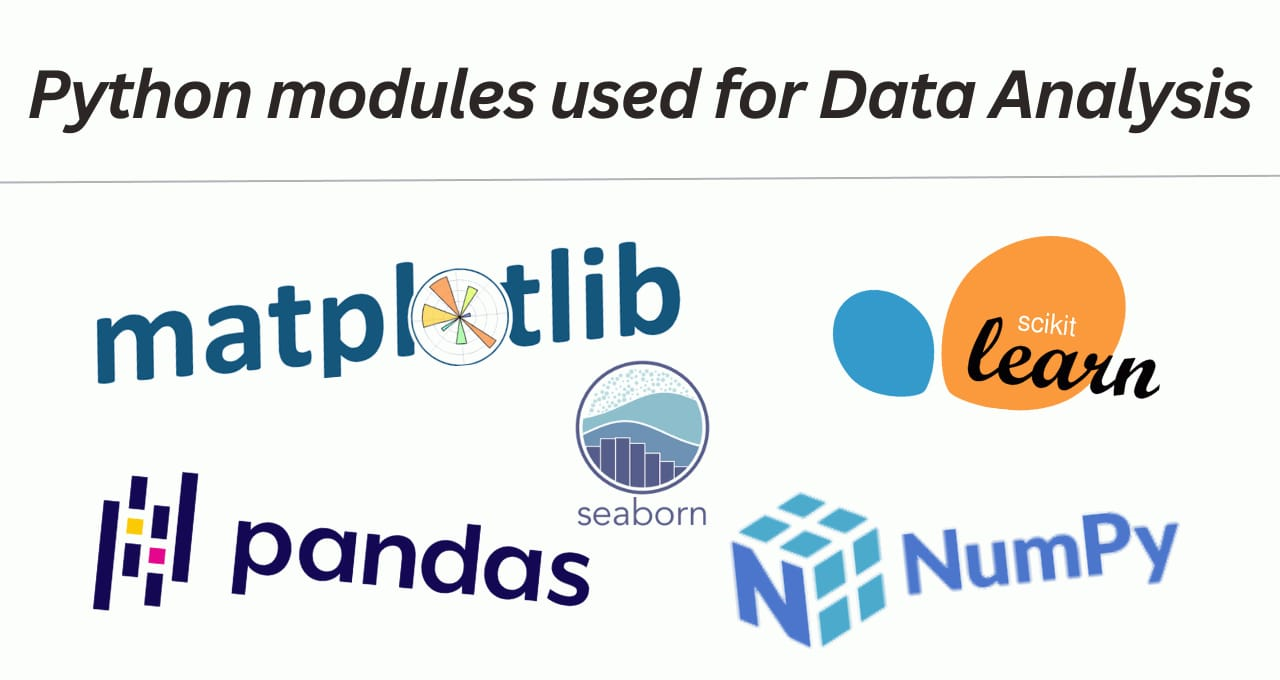 Python modules used for Data Analysis
matplotlib
scikit
learn
seaborn
pandas
NumPy